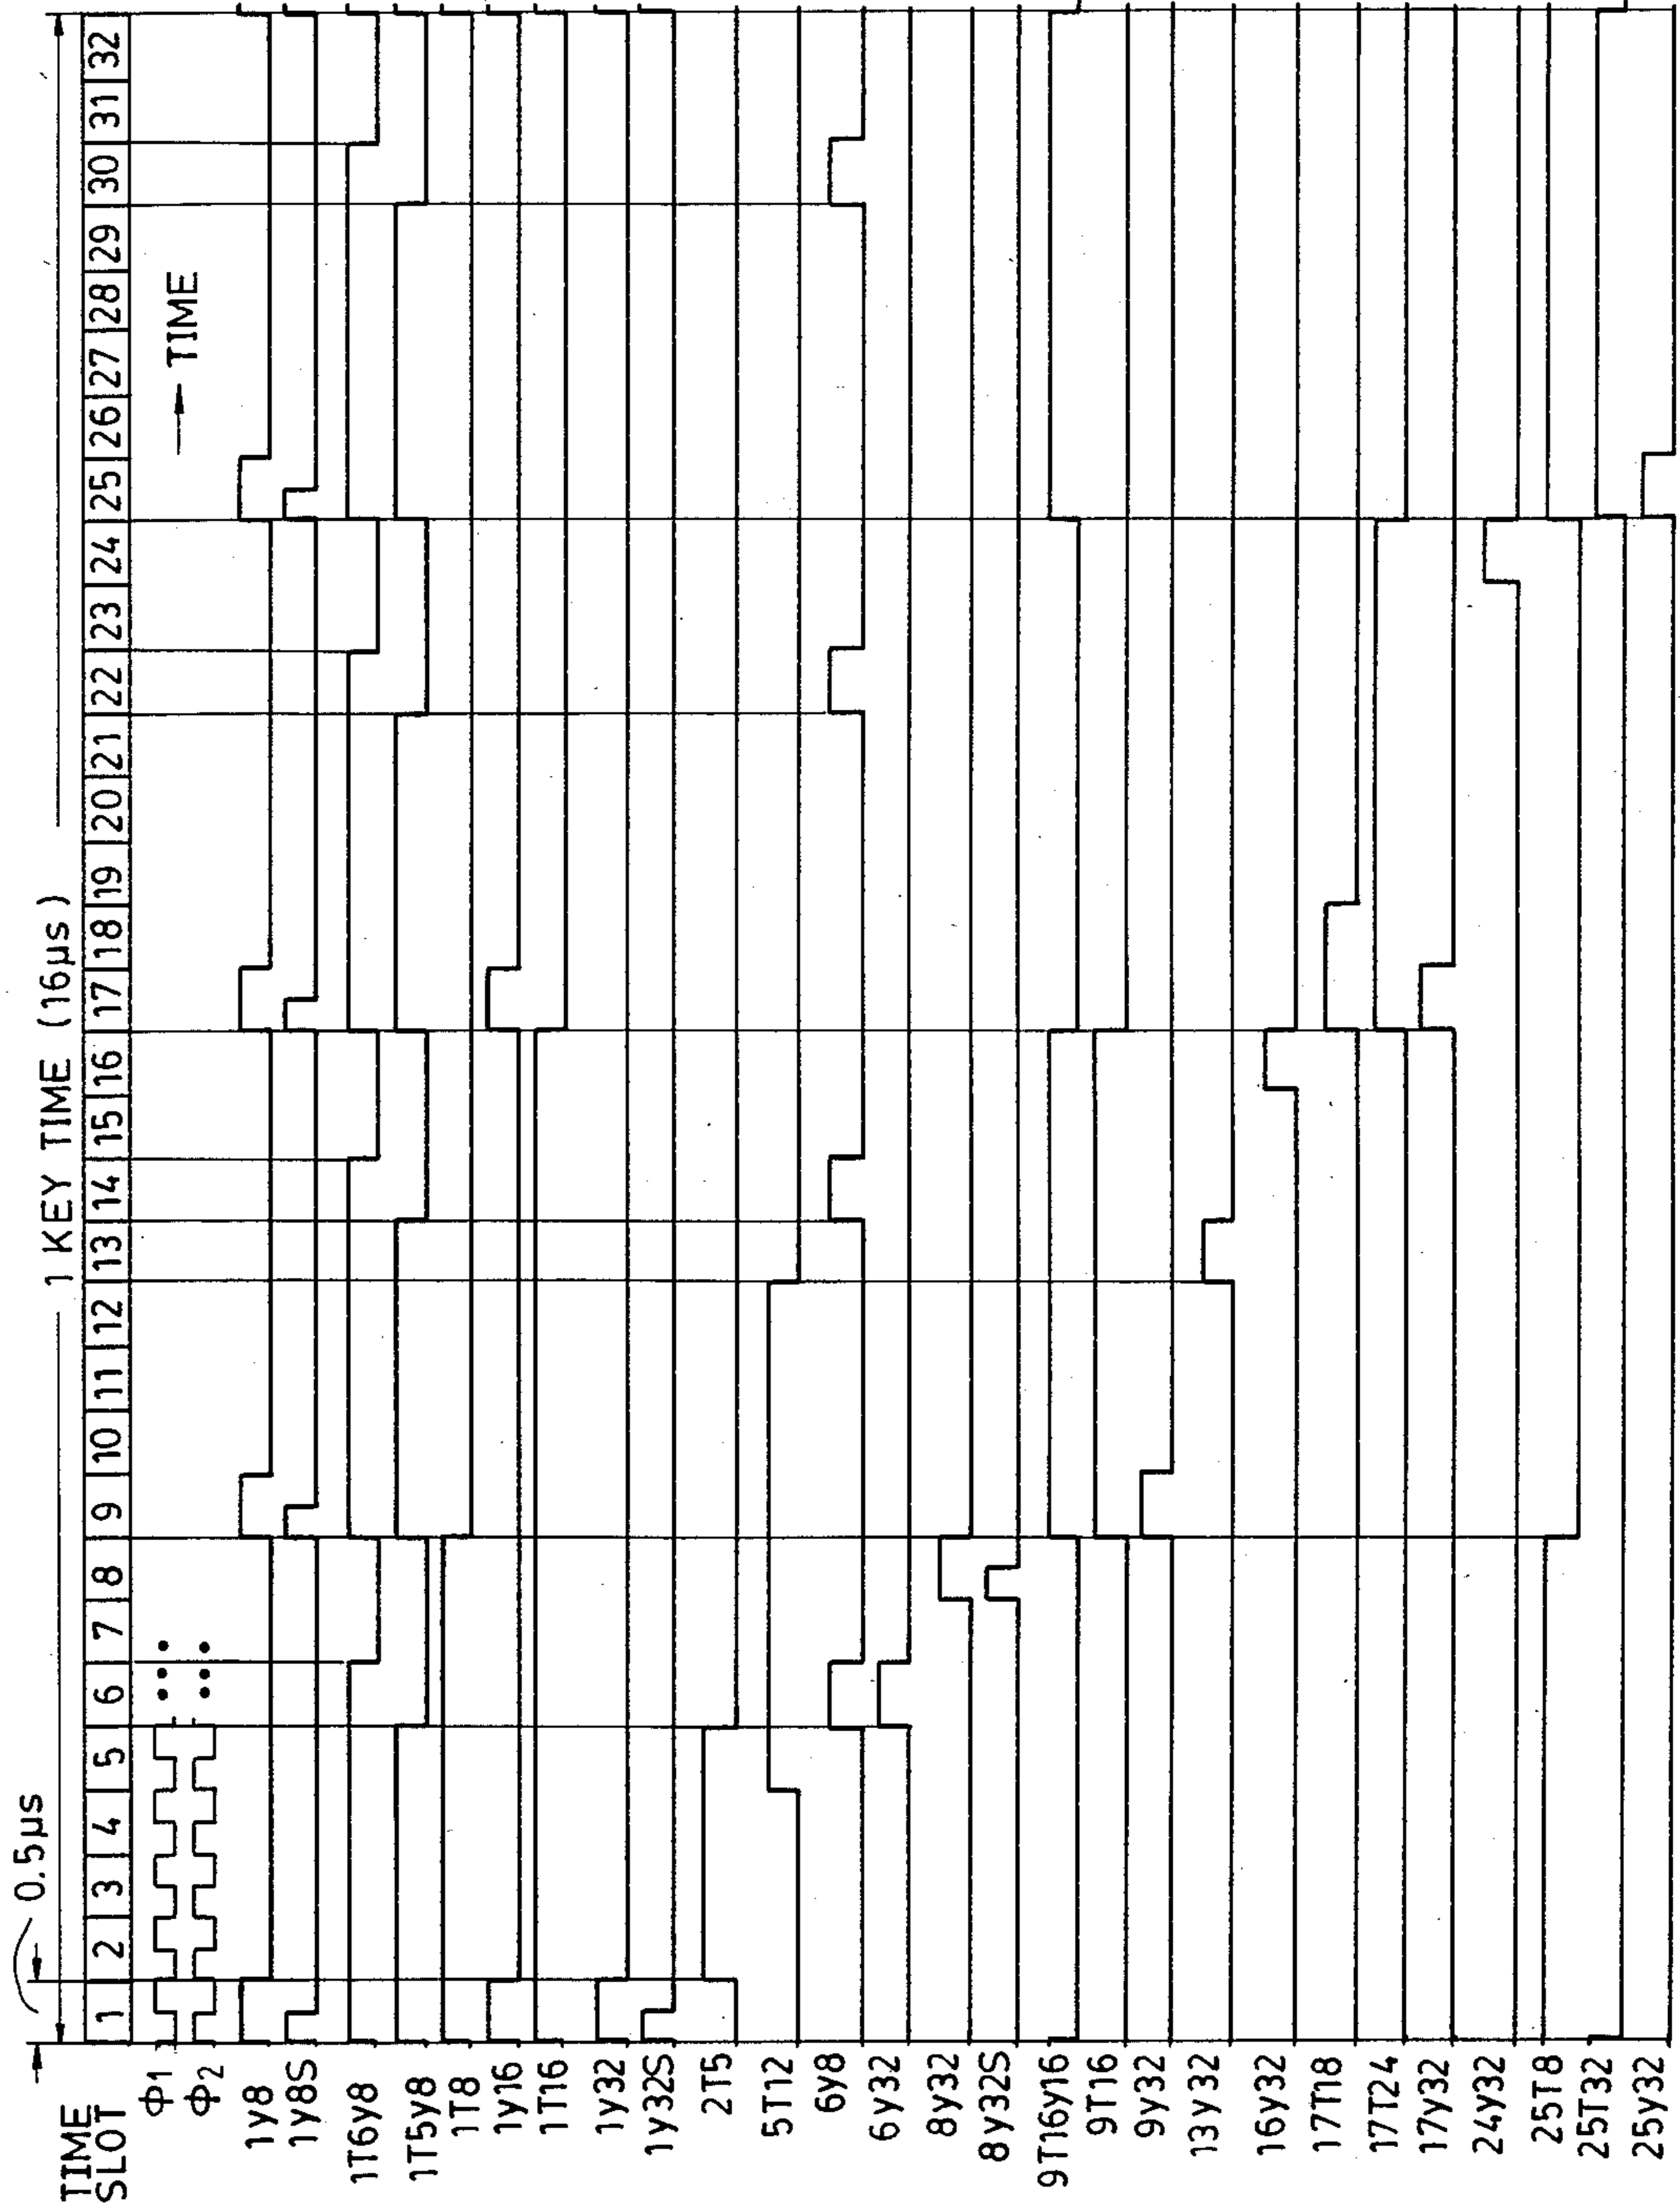 0.5μs
1 KEY TIME (16μs)
TIME SLOT
1 2 3 4 5 6 7 8 9 10 11 12 13 14 15 16 17 18 19 20 21 22 23 24 25 26 27 28 29 30 31 32
Φ1
Φ2
TIME
1y8
1y8S
1T6y8
1T5y8
1T8
1y16
1T16
1y32
1y32S
2T5
5T12
6y8
6y32
8y32
8y32S
9T16y16
9T16
9y32
13y32
16y32
17T18
17T24
17y32
24y32
25T8
25T32
25y32